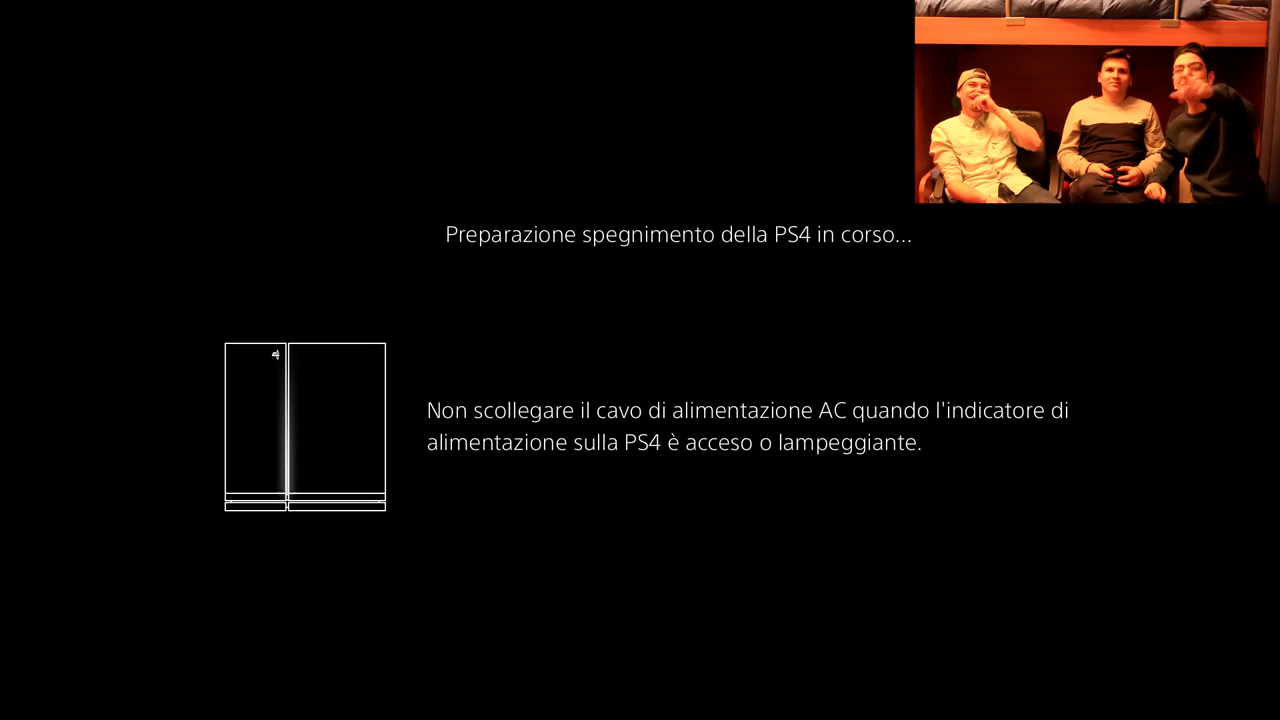 Preparazione spegnimento della PS4 in corso...
Non scollegare il cavo di alimentazione AC quando l'indicatore di
alimentazione sulla PS4 è acceso o lampeggiante.